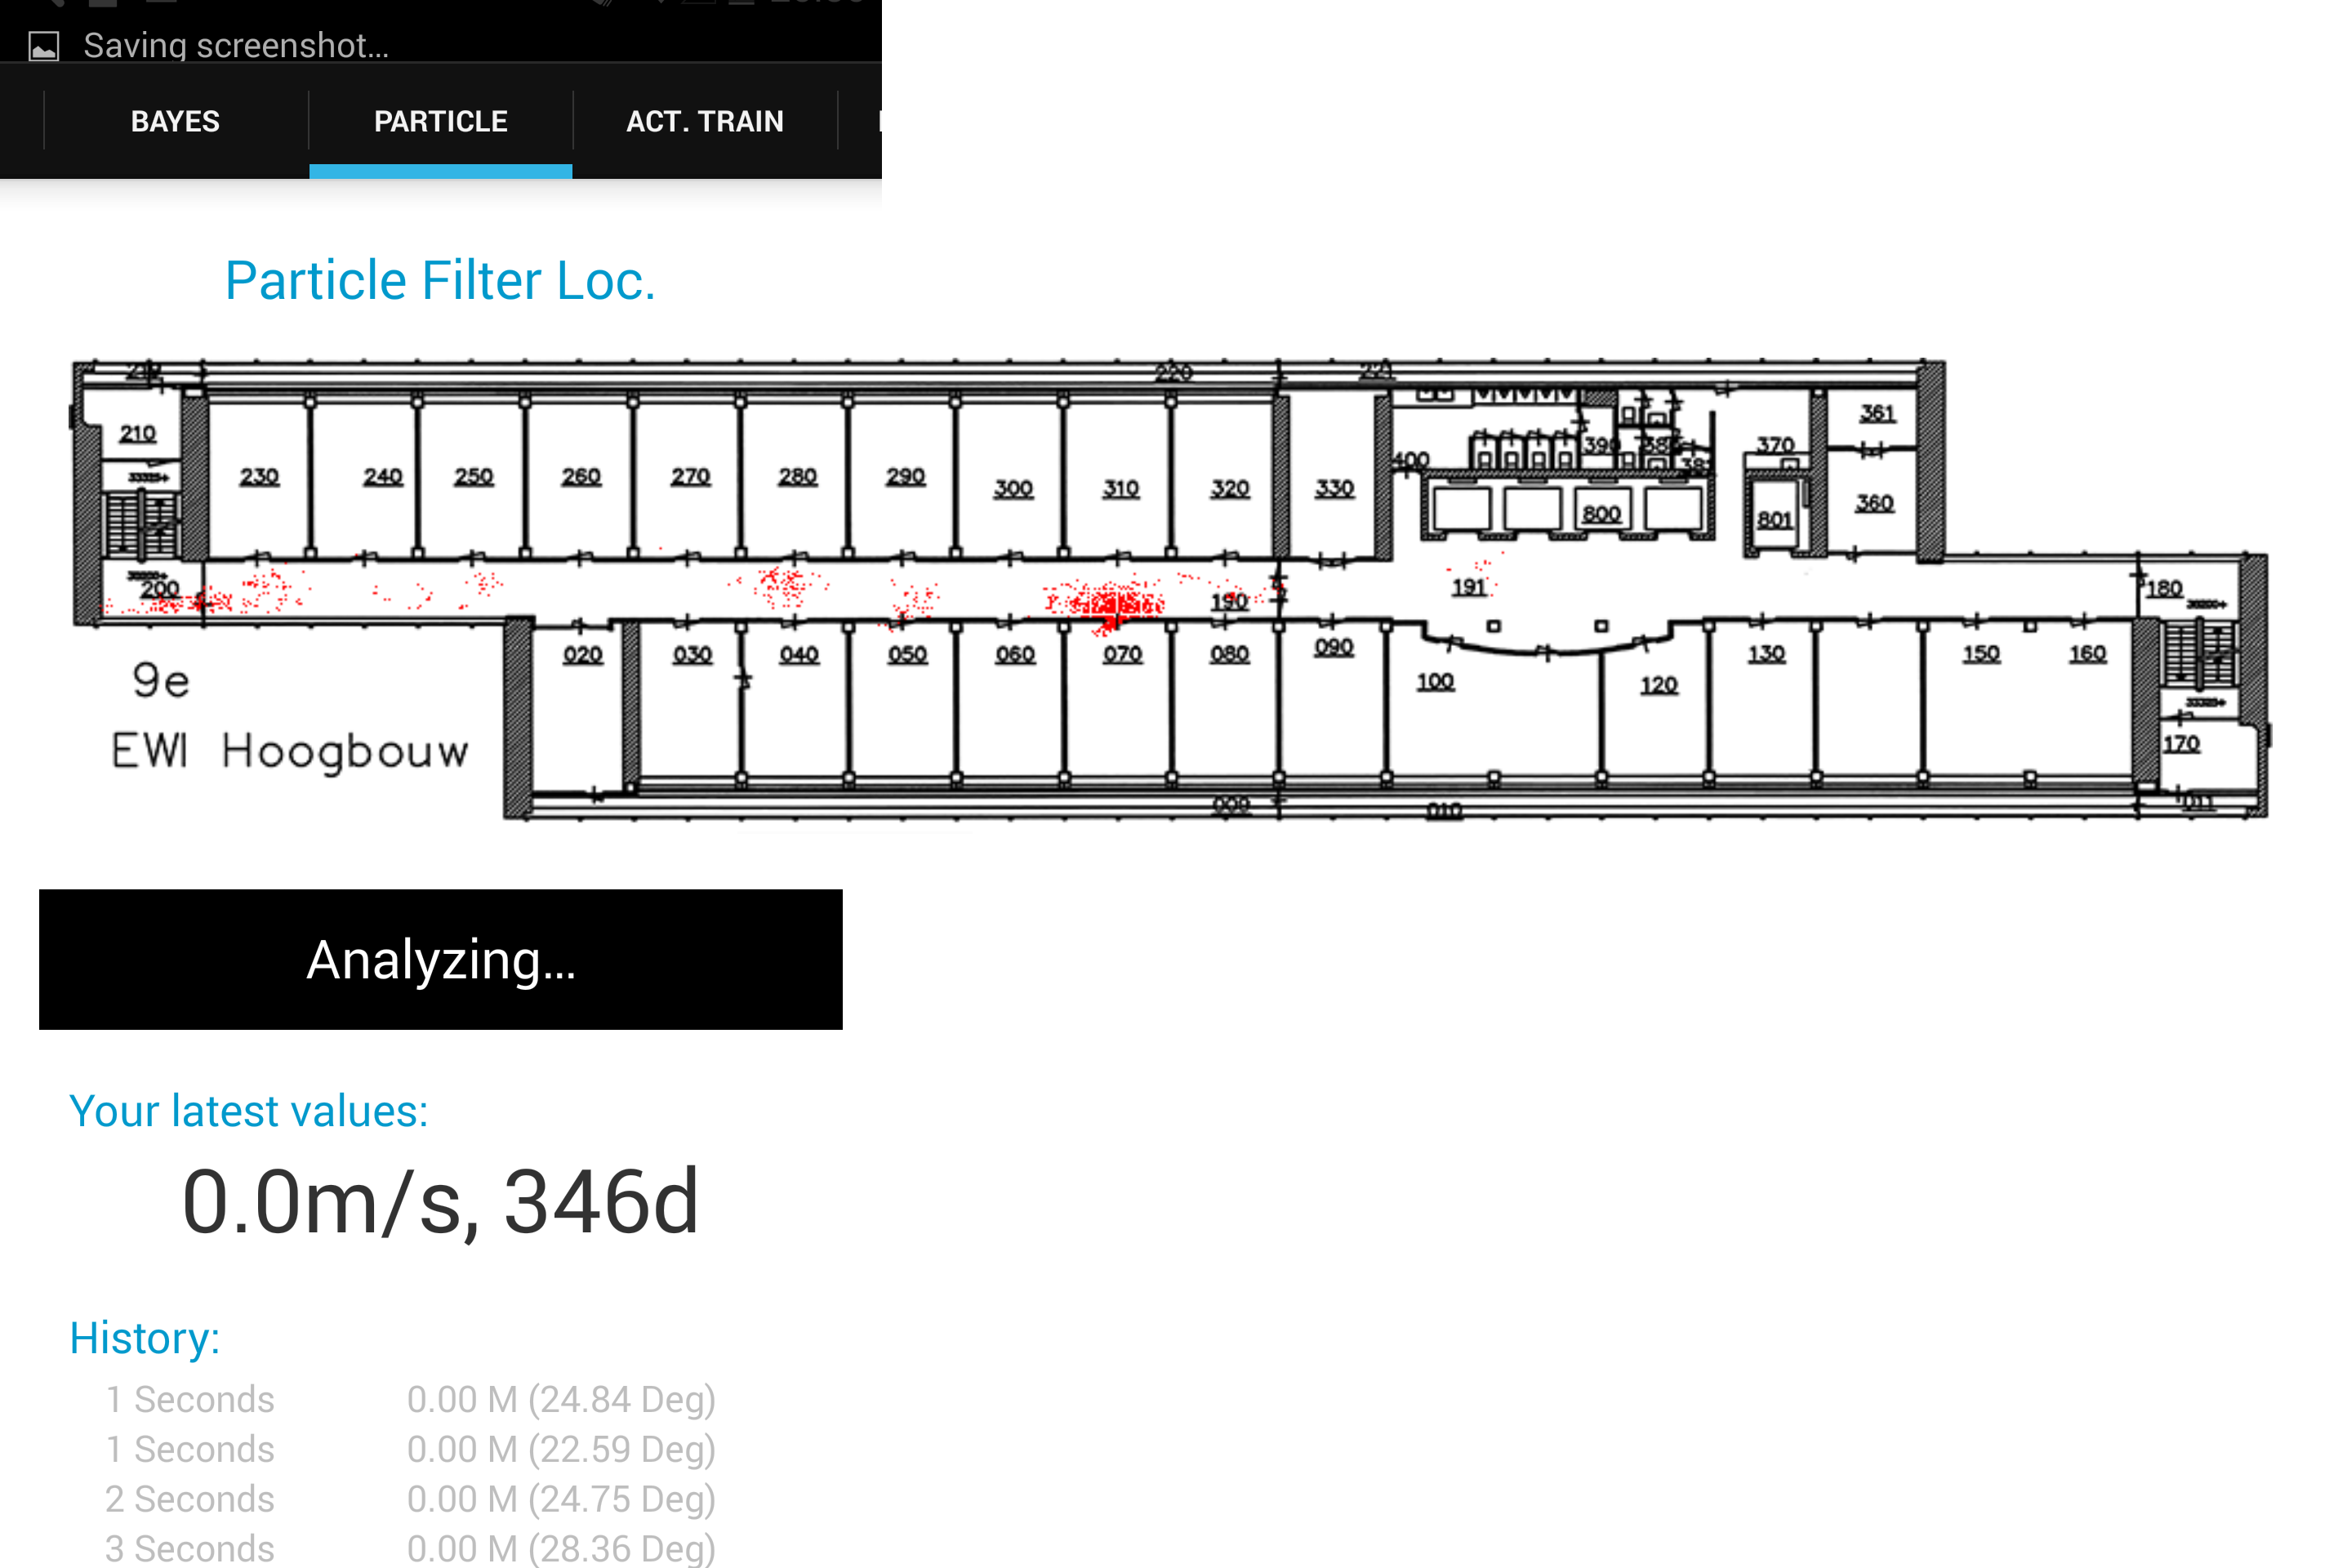 Saving screenshot...
BAYES PARTICLE ACT. TRAIN
Particle Filter Loc.
220 221
210 361
230 240 250 260 270 280 290 300 310 320 330 400 390 370 360
800 801
200 190 191 180
020 030 040 050 060 070 080 090 100 120 130 150 160
9e
EWI Hoogbouw
170
009 010 011
Analyzing...
Your latest values:
0.0m/s, 346d
History:
1 Seconds 0.00 M (24.84 Deg)
1 Seconds 0.00 M (22.59 Deg)
2 Seconds 0.00 M (24.75 Deg)
3 Seconds 0.00 M (28.36 Deg)